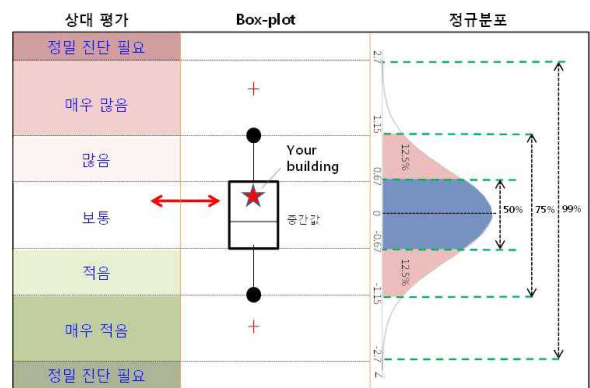 상대 평가
Box-plot
정규분포
정밀 진단 필요
매우 많음
많음
보통
적음
매우 적음
정밀 진단 필요
Your
building
중간값
2.7
1.15
0.67
0
-0.67
-1.15
-2.7
Z
12.5%
12.5%
50%
75%
99%